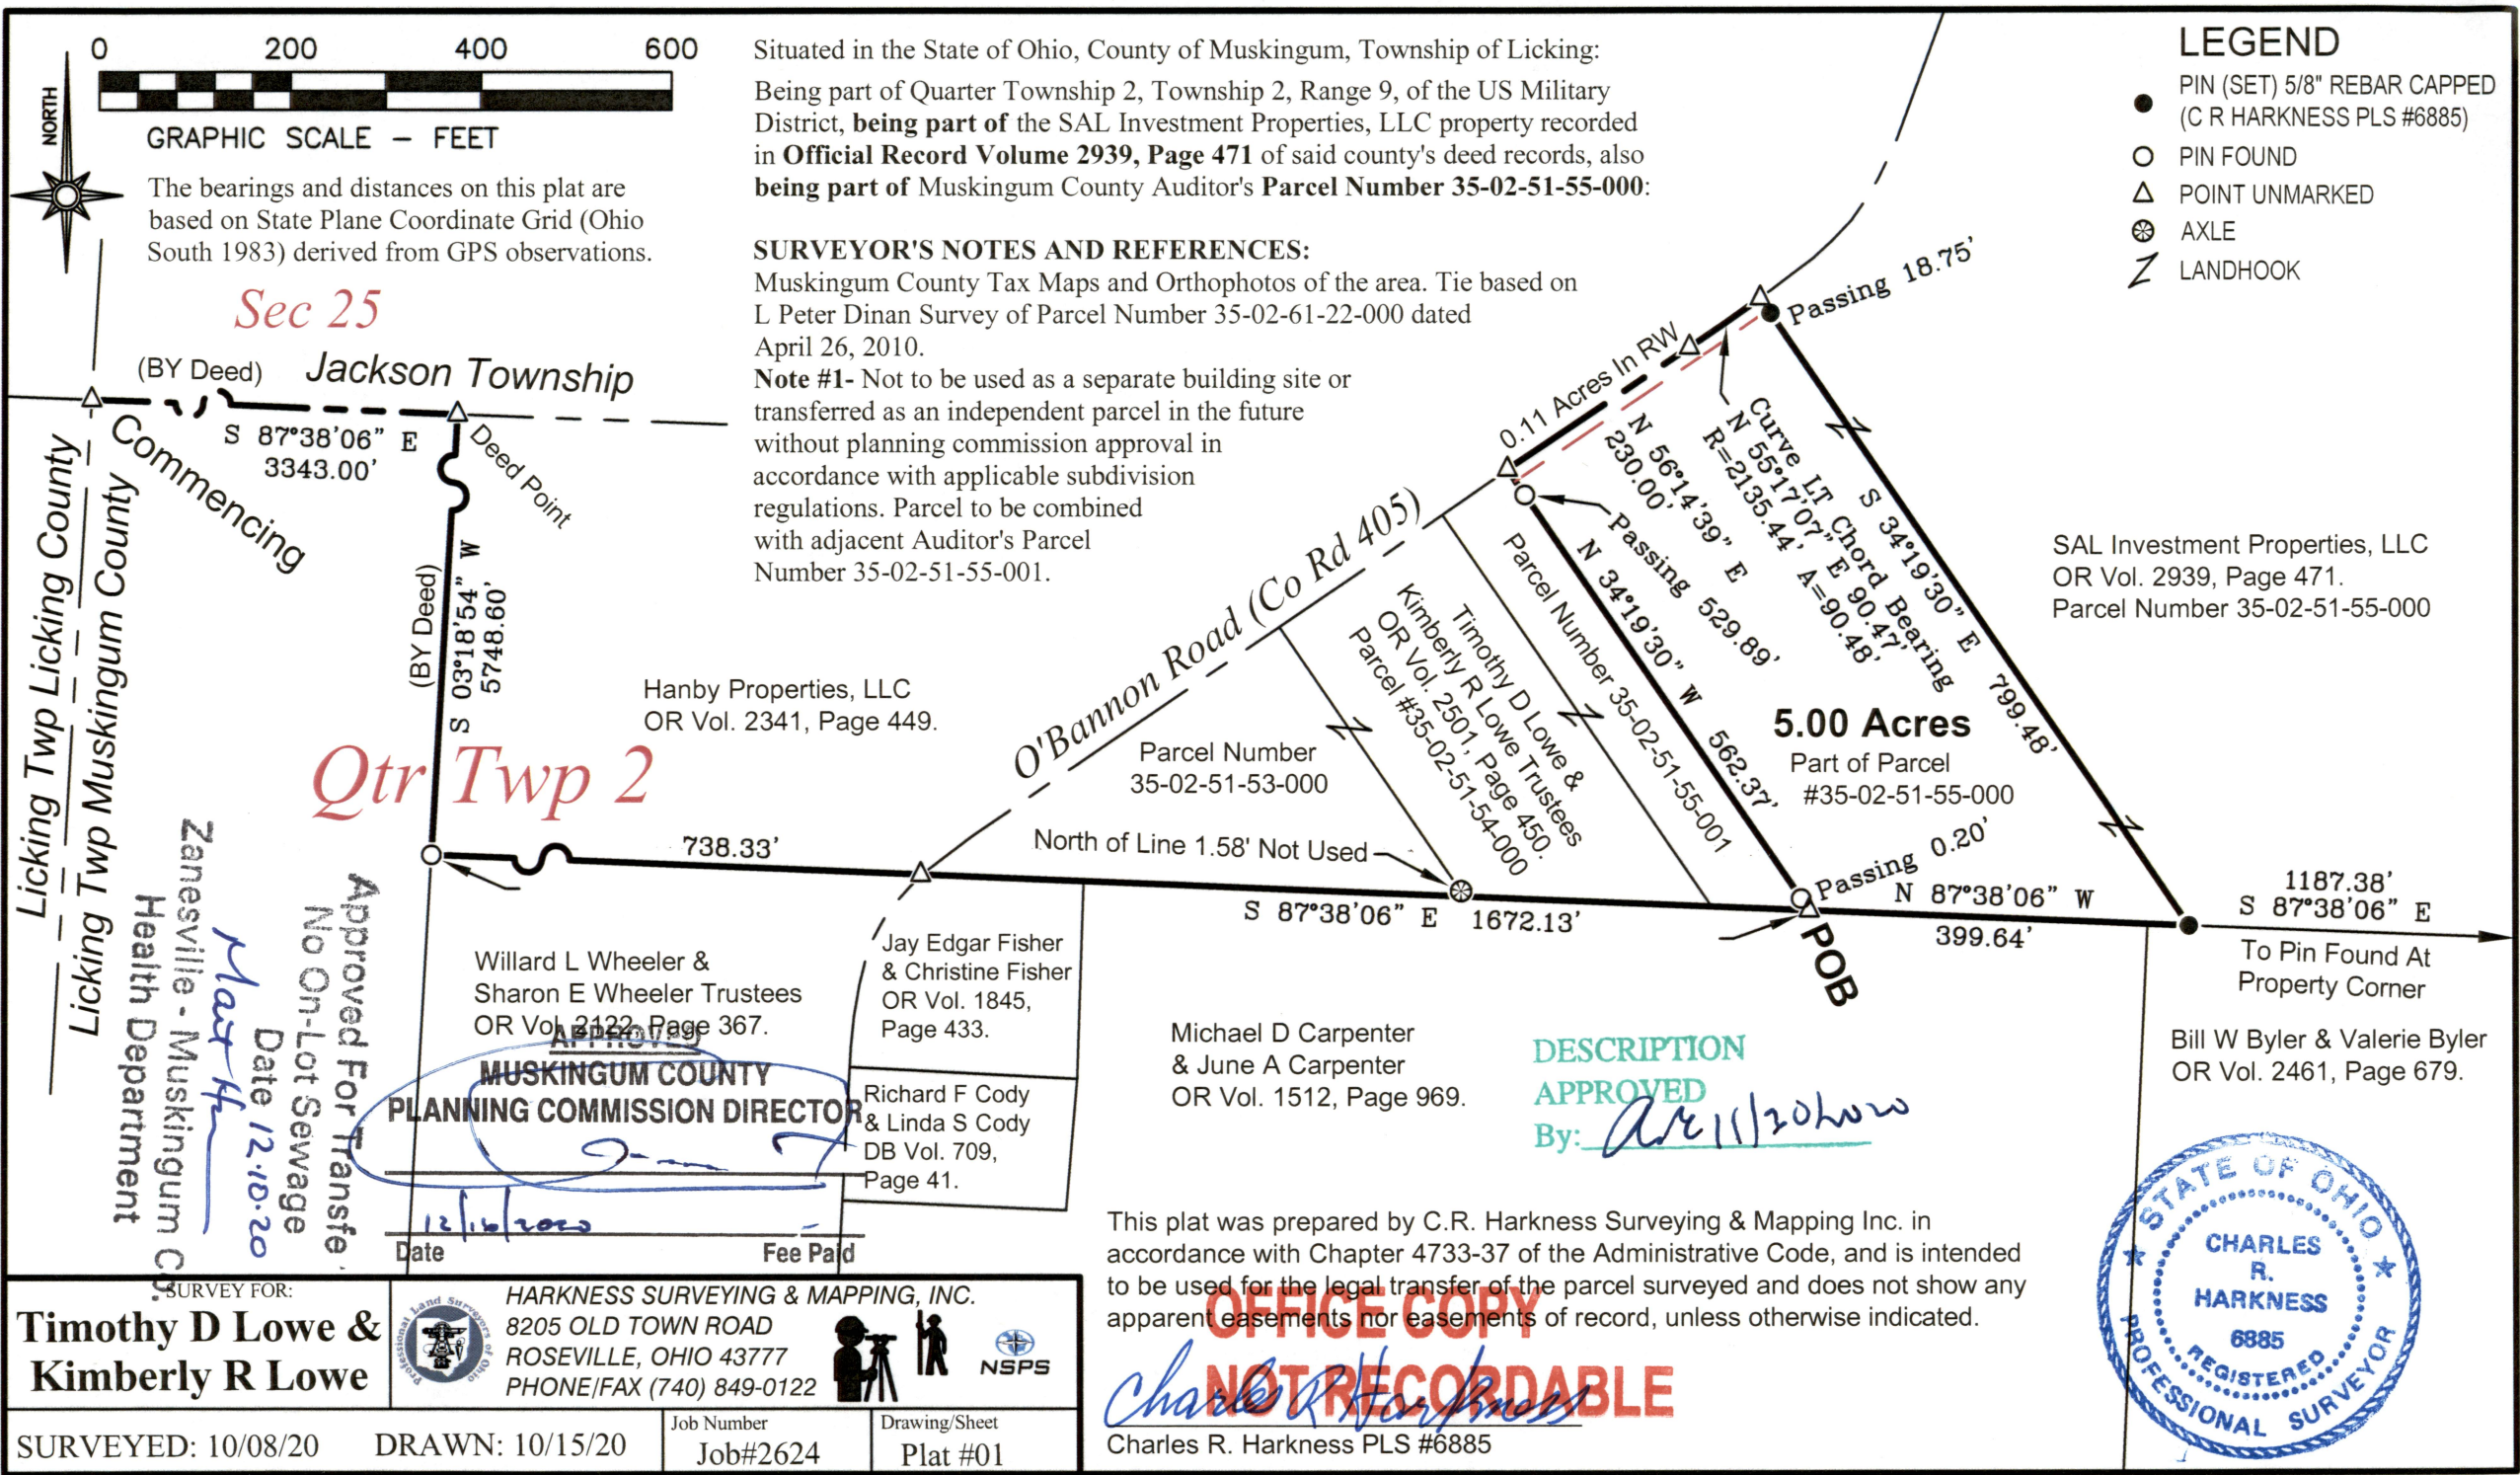 0 200 400 600
GRAPHIC SCALE – FEET
NORTH
The bearings and distances on this plat are
based on State Plane Coordinate Grid (Ohio
South 1983) derived from GPS observations.
Situated in the State of Ohio, County of Muskingum, Township of Licking:
Being part of Quarter Township 2, Township 2, Range 9, of the US Military
District, being part of the SAL Investment Properties, LLC property recorded
in Official Record Volume 2939, Page 471 of said county's deed records, also
being part of Muskingum County Auditor's Parcel Number 35-02-51-55-000:
SURVEYOR'S NOTES AND REFERENCES:
Muskingum County Tax Maps and Orthophotos of the area. Tie based on
L Peter Dinan Survey of Parcel Number 35-02-61-22-000 dated
April 26, 2010.
Note #1- Not to be used as a separate building site or
transferred as an independent parcel in the future
without planning commission approval in
accordance with applicable subdivision
regulations. Parcel to be combined
with adjacent Auditor's Parcel
Number 35-02-51-55-001.
LEGEND
PIN (SET) 5/8" REBAR CAPPED
(C R HARKNESS PLS #6885)
PIN FOUND
POINT UNMARKED
AXLE
LANDHOOK
Sec 25
(BY Deed)
Jackson Township
S 87°38'06" E
3343.00'
Commencing
Deed Point
Licking Twp Licking County
Licking Twp Muskingum County
(BY Deed)
S 03°18'54" W
5748.60'
Hanby Properties, LLC
OR Vol. 2341, Page 449.
Qtr Twp 2
738.33'
O'Bannon Road (Co Rd 405)
Parcel Number
35-02-51-53-000
North of Line 1.58' Not Used
Timothy D Lowe &
Kimberly R Lowe Trustees
OR Vol. 2501, Page 450.
Parcel #35-02-51-54-000
Parcel Number 35-02-51-55-001
0.11 Acres In RW
Passing 18.75'
N 56°14'39" E
230.00'
Curve LT Chord Bearing
N 55°17'07" E 90.47'
R=2135.44' A=90.48'
Passing 529.89'
N 34°19'30" W 562.37'
S 34°19'30" E 799.48'
5.00 Acres
Part of Parcel
#35-02-51-55-000
SAL Investment Properties, LLC
OR Vol. 2939, Page 471.
Parcel Number 35-02-51-55-000
Passing 0.20'
N 87°38'06" W
399.64'
POB
S 87°38'06" E 1672.13'
1187.38'
S 87°38'06" E
To Pin Found At
Property Corner
Bill W Byler & Valerie Byler
OR Vol. 2461, Page 679.
Michael D Carpenter
& June A Carpenter
OR Vol. 1512, Page 969.
Jay Edgar Fisher
& Christine Fisher
OR Vol. 1845,
Page 433.
Richard F Cody
& Linda S Cody
DB Vol. 709,
Page 41.
Willard L Wheeler &
Sharon E Wheeler Trustees
OR Vol. 2122, Page 367.
APPROVED
MUSKINGUM COUNTY
PLANNING COMMISSION DIRECTOR
12/16/2020
Date Fee Paid
Approved For Transfe
No On-Lot Sewage
Date 12.10.20
Zanesville - Muskingum Co.
Health Department
DESCRIPTION
APPROVED
By: 11/30/2020
This plat was prepared by C.R. Harkness Surveying & Mapping Inc. in
accordance with Chapter 4733-37 of the Administrative Code, and is intended
to be used for the legal transfer of the parcel surveyed and does not show any
apparent easements nor easements of record, unless otherwise indicated.
OFFICE COPY
NOT RECORDABLE
Charles R Harkness
Charles R. Harkness PLS #6885
STATE OF OHIO
CHARLES
R.
HARKNESS
6885
REGISTERED
PROFESSIONAL SURVEYOR
SURVEY FOR:
Timothy D Lowe &
Kimberly R Lowe
Professional Land Surveyors of Ohio
HARKNESS SURVEYING & MAPPING, INC.
8205 OLD TOWN ROAD
ROSEVILLE, OHIO 43777
PHONE/FAX (740) 849-0122
NSPS
SURVEYED: 10/08/20 DRAWN: 10/15/20
Job Number
Job#2624
Drawing/Sheet
Plat #01